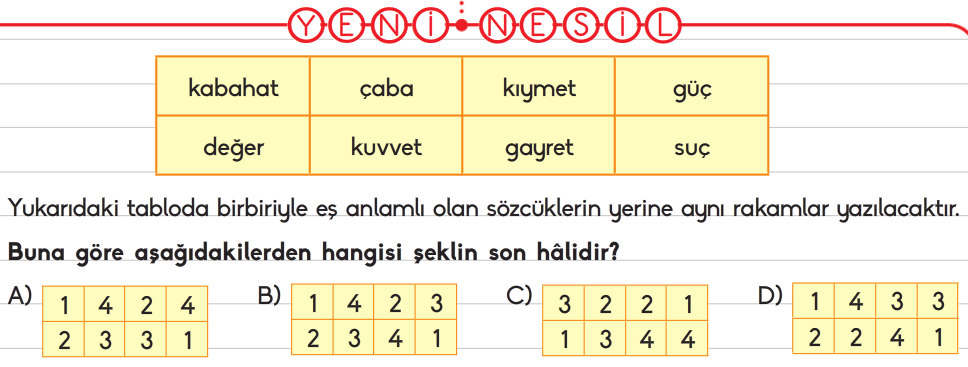 YENİ NESİL
kabahat çaba kıymet güç
değer kuvvet gayret suç
Yukarıdaki tabloda birbiriyle eş anlamlı olan sözcüklerin yerine aynı rakamlar yazılacaktır.
Buna göre aşağıdakilerden hangisi şeklin son hâlidir?
A) 1 4 2 4
2 3 3 1
B) 1 4 2 3
2 3 4 1
C) 3 2 2 1
1 3 4 4
D) 1 4 3 3
2 2 4 1